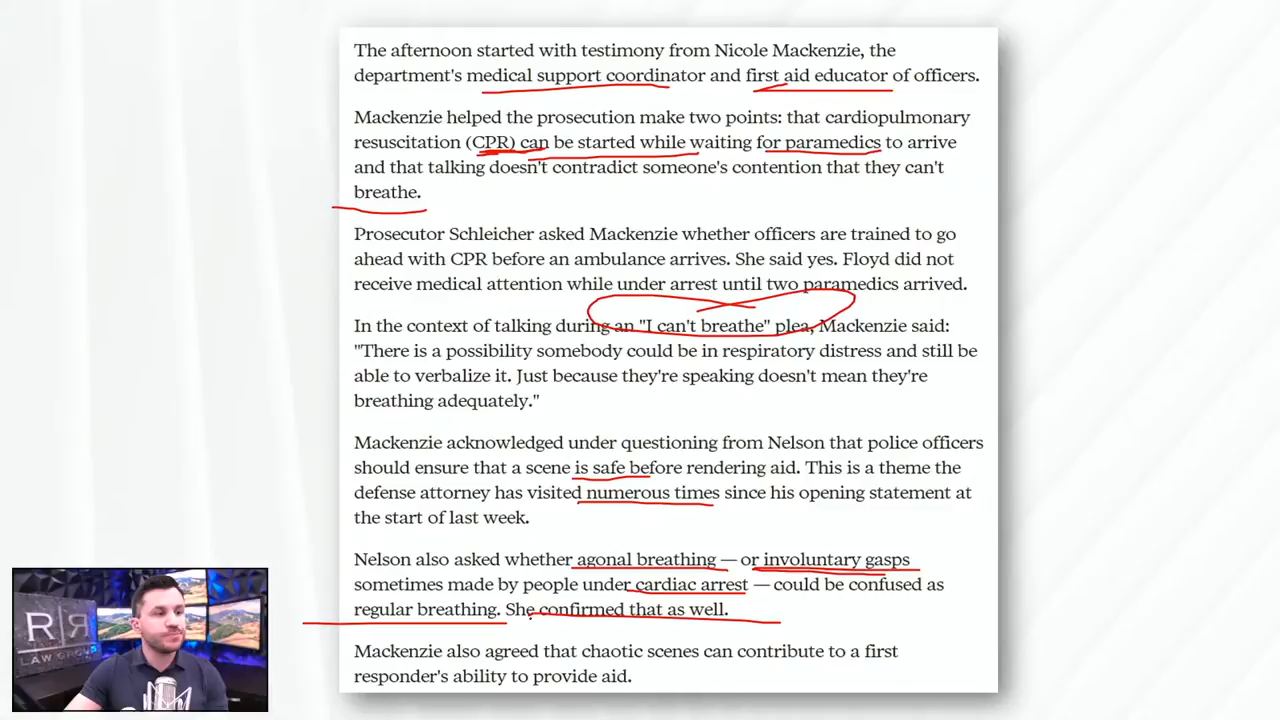 The afternoon started with testimony from Nicole Mackenzie, the
department's medical support coordinator and first aid educator of officers.
Mackenzie helped the prosecution make two points: that cardiopulmonary
resuscitation (CPR) can be started while waiting for paramedics to arrive
and that talking doesn't contradict someone's contention that they can't
breathe.
Prosecutor Schleicher asked Mackenzie whether officers are trained to go
ahead with CPR before an ambulance arrives. She said yes. Floyd did not
receive medical attention while under arrest until two paramedics arrived.
In the context of talking during an "I can't breathe" plea, Mackenzie said:
"There is a possibility somebody could be in respiratory distress and still be
able to verbalize it. Just because they're speaking doesn't mean they're
breathing adequately."
Mackenzie acknowledged under questioning from Nelson that police officers
should ensure that a scene is safe before rendering aid. This is a theme the
defense attorney has visited numerous times since his opening statement at
the start of last week.
Nelson also asked whether agonal breathing — or involuntary gasps
sometimes made by people under cardiac arrest — could be confused as
regular breathing. She confirmed that as well.
Mackenzie also agreed that chaotic scenes can contribute to a first
responder's ability to provide aid.
R R
LAW GROUP